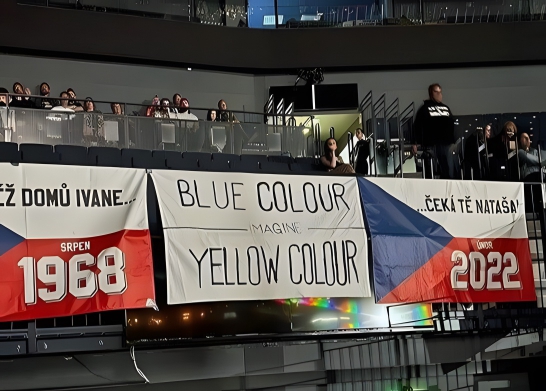 ĚŽ DOMŮ IVANE...
SRPEN
1968
BLUE COLOUR
IMAGINE
YELLOW COLOUR
...ČEKÁ TĚ NATAŠA!
ÚNOR
2022